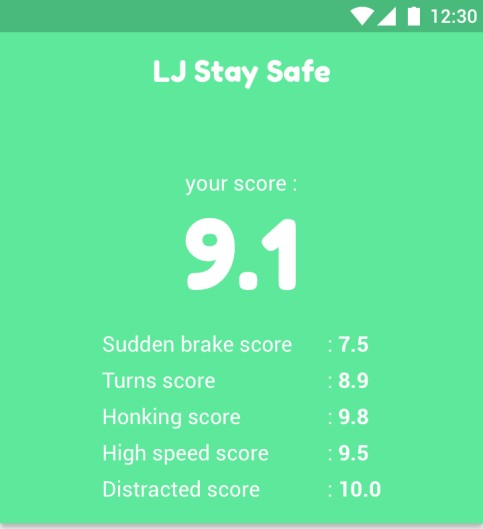 12:30
LJ Stay Safe
your score :
9.1
Sudden brake score : 7.5
Turns score : 8.9
Honking score : 9.8
High speed score : 9.5
Distracted score : 10.0